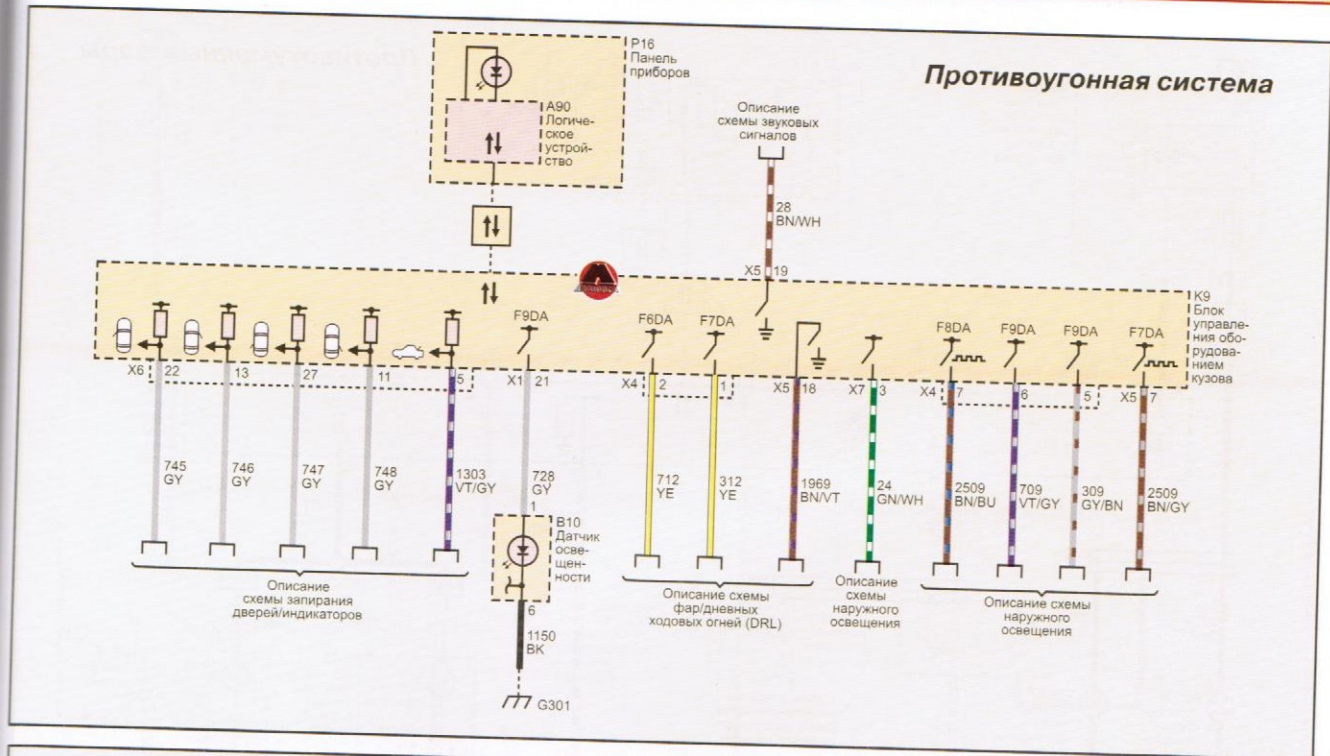 Противоугонная система
P16
Панель
приборов
A90
Логиче-
ское
устрой-
ство
Описание
схемы звуковых
сигналов
28
BN/WH
X5 19
K9
Блок
управле-
ния обо-
рудова-
нием
кузова
F9DA
F6DA
F7DA
F8DA
F9DA
F9DA
F7DA
X6 22
13
27
11
5
X1 21
X4 2
1
X5 18
X7 3
X4 7
6
5
X5 7
745
GY
746
GY
747
GY
748
GY
1303
VT/GY
728
GY
712
YE
312
YE
1969
BN/VT
24
GN/WH
2509
BN/BU
709
VT/GY
309
GY/BN
2509
BN/GY
1
B10
Датчик
осве-
щен-
ности
6
1150
BK
G301
Описание
схемы запирания
дверей/индикаторов
Описание схемы
фар/дневных
ходовых огней (DRL)
Описание
схемы
наружного
освещения
Описание схемы
наружного
освещения